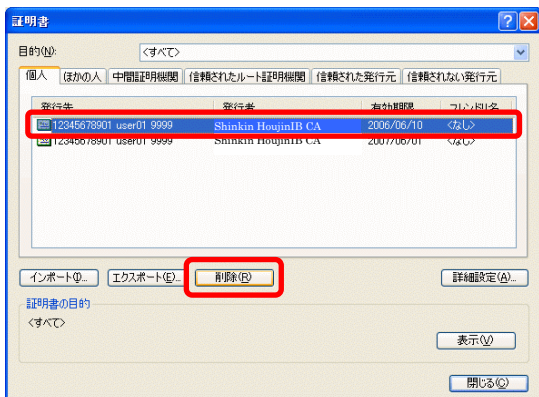 証明書
目的(N): <すべて>
個人 ほかの人 中間証明機関 信頼されたルート証明機関 信頼された発行元 信頼されない発行元
発行先 発行者 有効期限 フレンドリ名
12345678901 user01 9999 Shinkin HoujinIB CA 2006/06/10 <なし>
12345678901 user01 9999 Shinkin HoujinIB CA 2007/06/01 <なし>
インポート(I)... エクスポート(E)... 削除(R) 詳細設定(A)...
証明書の目的
<すべて>
表示(V)
閉じる(C)